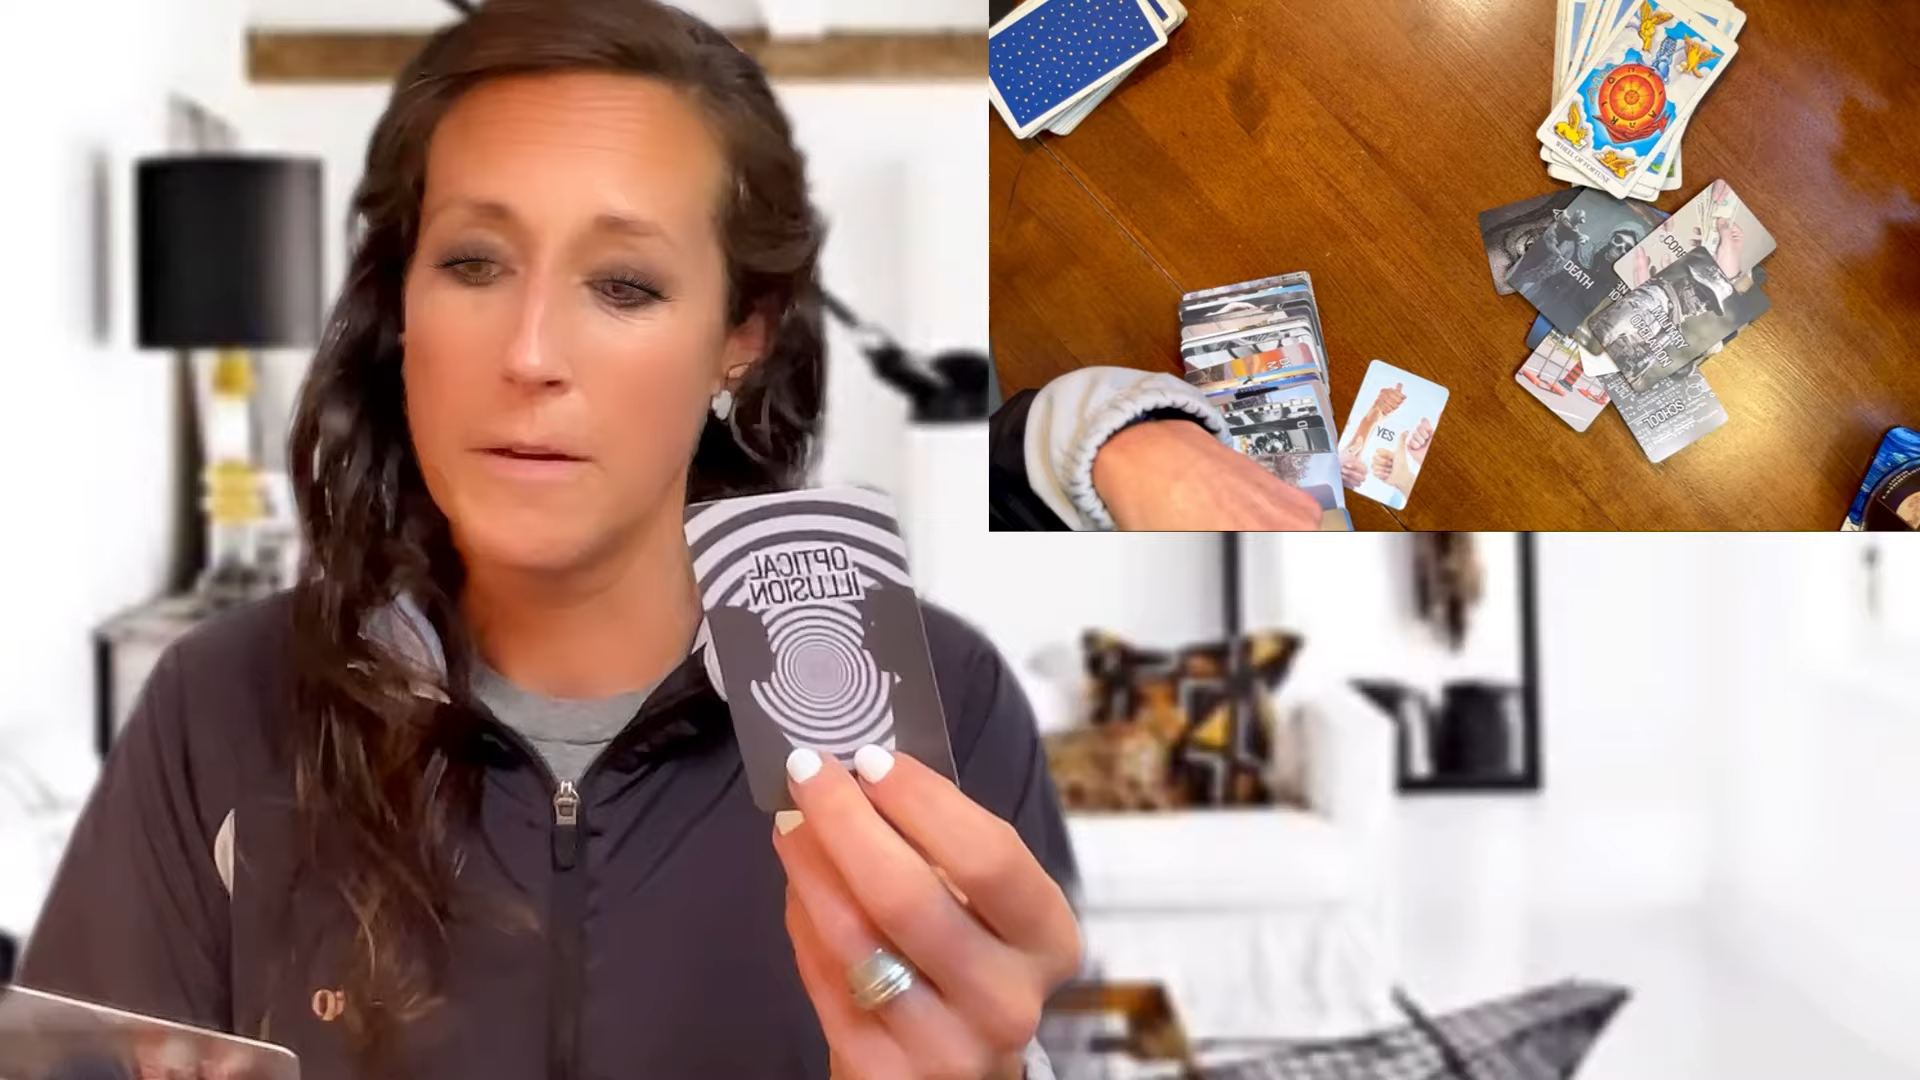 OPTICAL
ILLUSION
WHEEL OF FORTUNE
DEATH
MILITARY
OPERATION
SCHOOL
YES